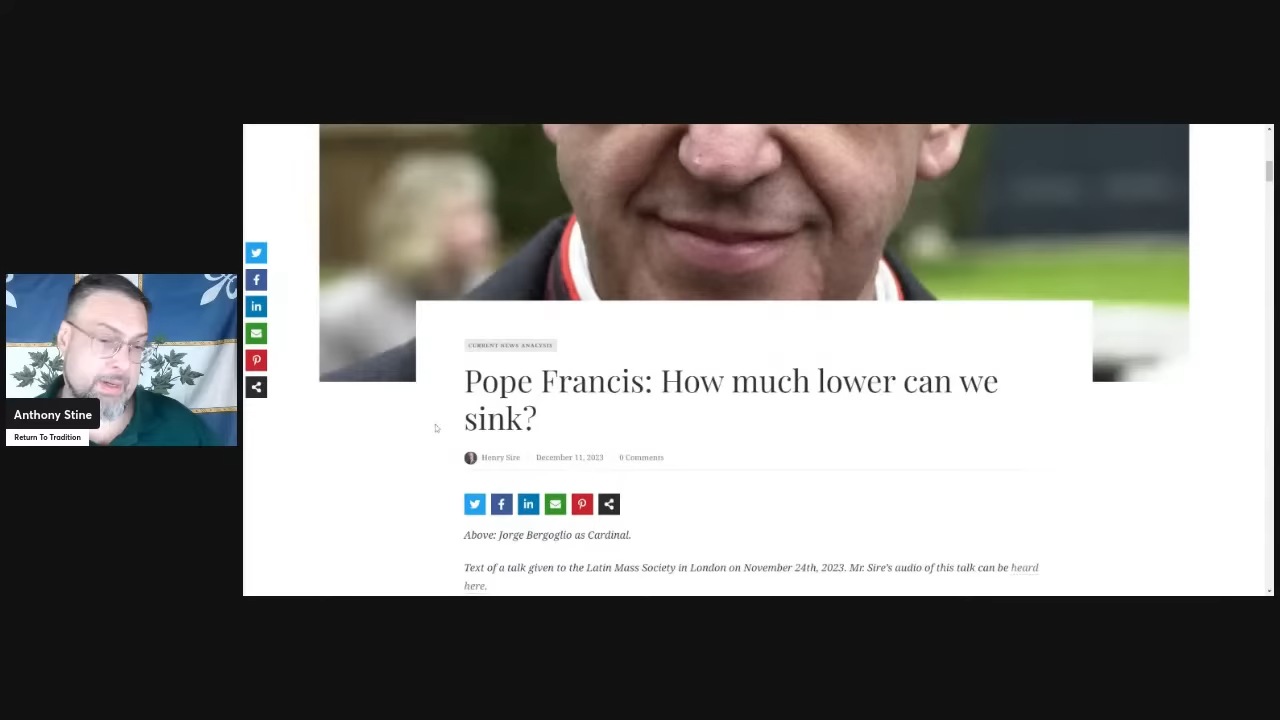 Anthony Stine
Return To Tradition
CURRENT NEWS ANALYSIS
Pope Francis: How much lower can we
sink?
Henry Sire December 11, 2023 0 Comments
Above: Jorge Bergoglio as Cardinal.
Text of a talk given to the Latin Mass Society in London on November 24th, 2023. Mr. Sire's audio of this talk can be heard
here.